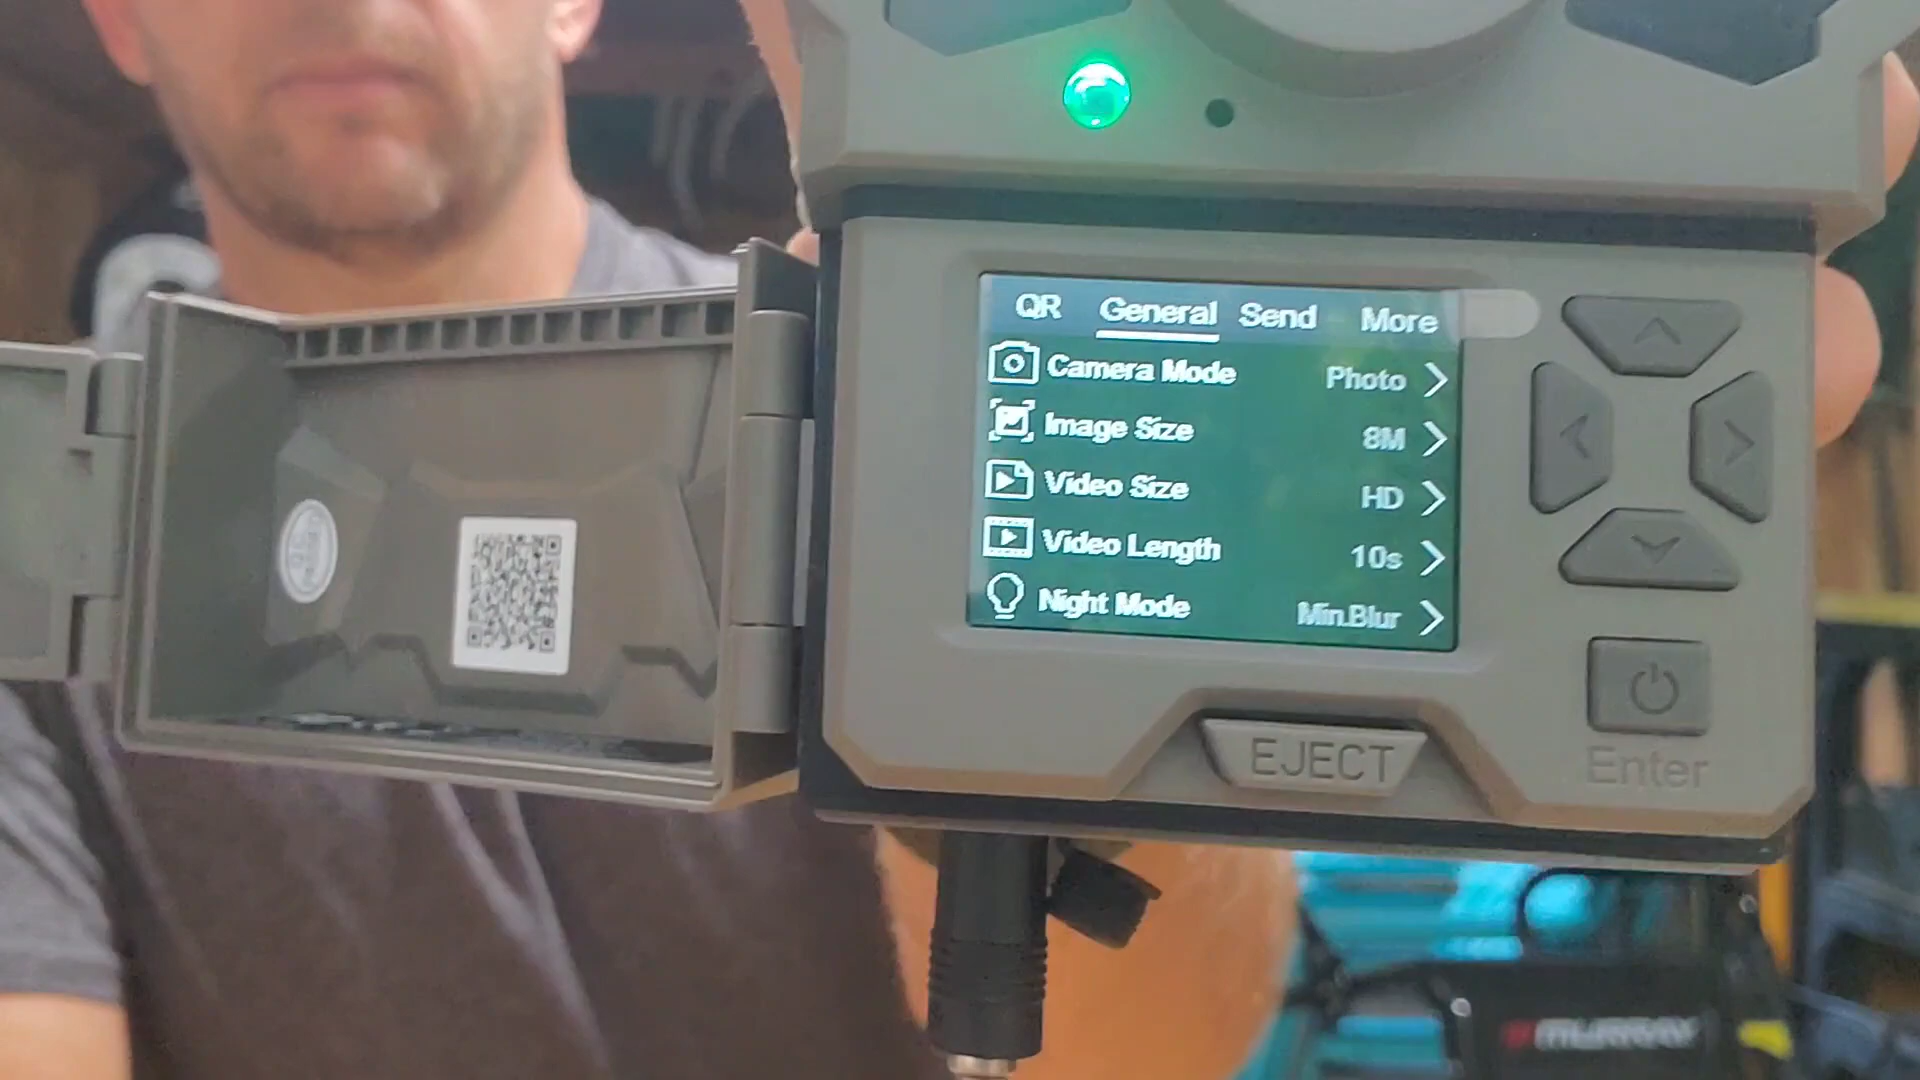 QR General Send More
Camera Mode Photo
Image Size 8M
Video Size HD
Video Length 10s
Night Mode Min.Blur
EJECT
Enter
MURRAY